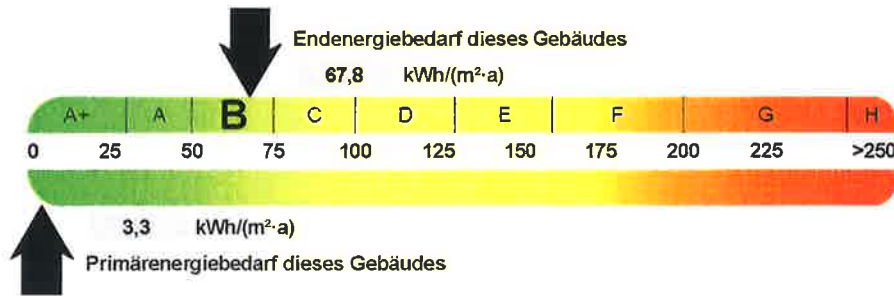 Endenergiebedarf dieses Gebäudes
67,8 kWh/(m²·a)
A+ A B C D E F G H
0 25 50 75 100 125 150 175 200 225 >250
3,3 kWh/(m²·a)
Primärenergiebedarf dieses Gebäudes